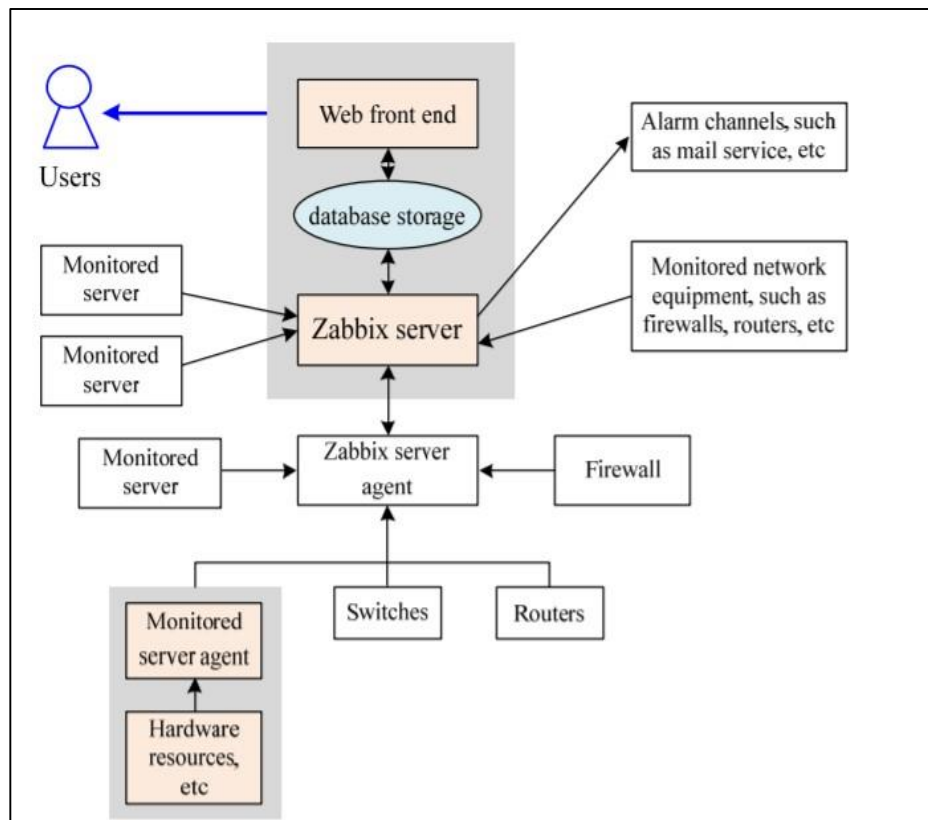 Web front end
Users
Alarm channels, such
as mail service, etc
database storage
Monitored
server
Monitored network
equipment, such as
firewalls, routers, etc
Zabbix server
Monitored
server
Monitored
server
Zabbix server
agent
Firewall
Switches
Routers
Monitored
server agent
Hardware
resources,
etc